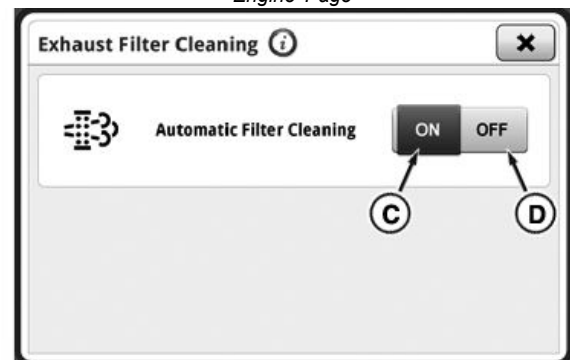 Engine Page
Exhaust Filter Cleaning i
Automatic Filter Cleaning ON OFF
C D